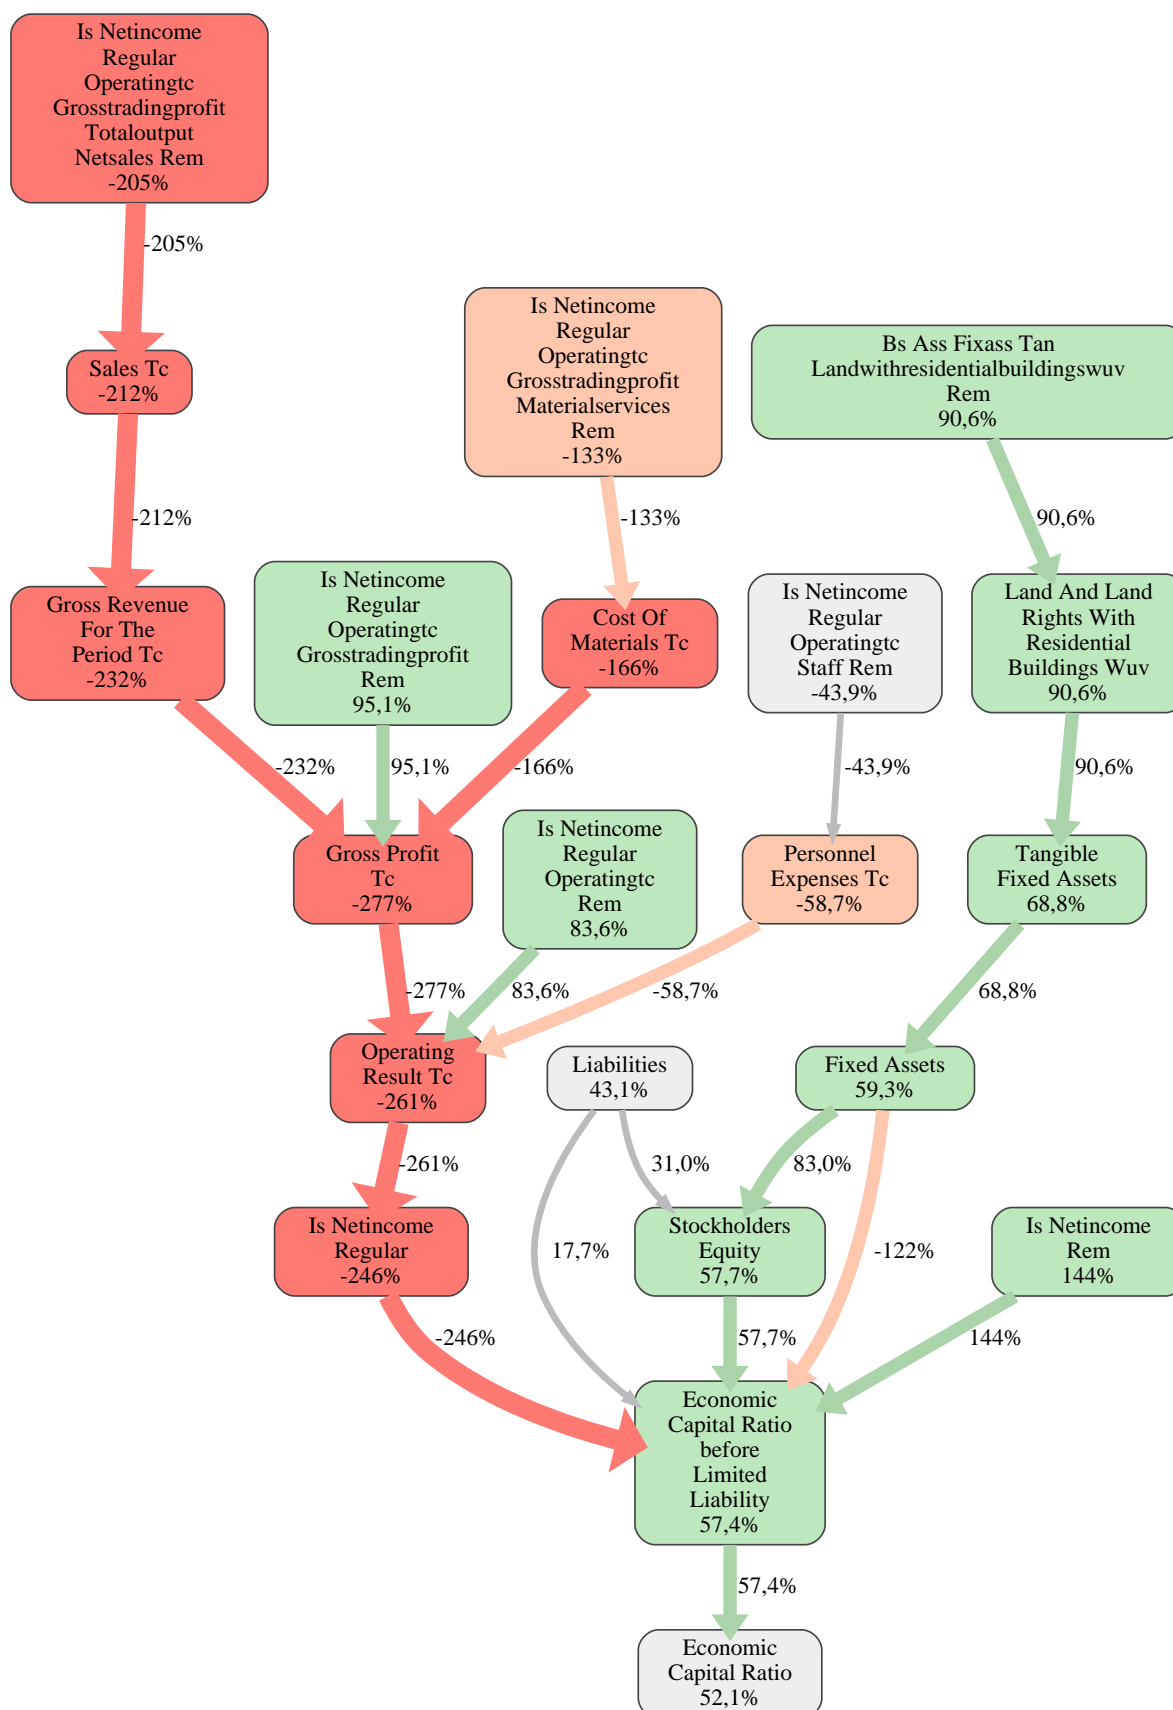 Is Netincome
Regular
Operatingtc
Grosstradingprofit
Totaloutput
Netsales Rem
-205%
-205%
Sales Tc
-212%
-212%
Is Netincome
Regular
Operatingtc
Grosstradingprofit
Materialservices
Rem
-133%
-133%
Bs Ass Fixass Tan
Landwithresidentialbuildingswuv
Rem
90,6%
90,6%
Gross Revenue
For The
Period Tc
-232%
-232%
Is Netincome
Regular
Operatingtc
Grosstradingprofit
Rem
95,1%
95,1%
Cost Of
Materials Tc
-166%
-166%
Is Netincome
Regular
Operatingtc
Staff Rem
-43,9%
-43,9%
Land And Land
Rights With
Residential
Buildings Wuv
90,6%
90,6%
Gross Profit
Tc
-277%
-277%
Is Netincome
Regular
Operatingtc
Rem
83,6%
83,6%
Personnel
Expenses Tc
-58,7%
-58,7%
Tangible
Fixed Assets
68,8%
68,8%
Operating
Result Tc
-261%
-261%
Liabilities
43,1%
17,7%
31,0%
Fixed Assets
59,3%
83,0%
-122%
Is Netincome
Regular
-246%
-246%
Stockholders
Equity
57,7%
57,7%
Is Netincome
Rem
144%
144%
Economic
Capital Ratio
before
Limited
Liability
57,4%
57,4%
Economic
Capital Ratio
52,1%